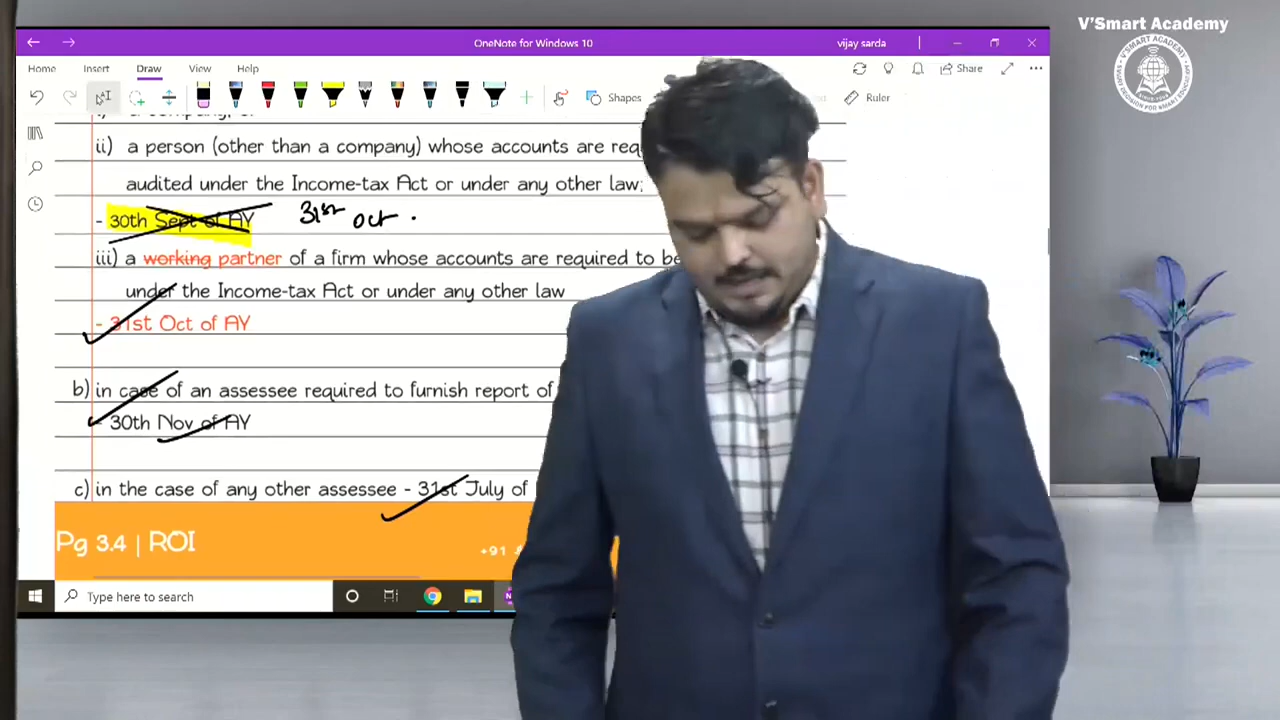 V'Smart Academy
OneNote for Windows 10
vijay sarda
Home Insert Draw View Help
Share
Shapes
Ruler
ii) a person (other than a company) whose accounts are
audited under the Income-tax Act or under any other law;
- 30th Sept of AY 31st Oct.
iii) a working partner of a firm whose accounts are required to be
under the Income-tax Act or under any other law
- 31st Oct of AY
b) in case of an assessee required to furnish report of
- 30th Nov of AY
c) in the case of any other assessee - 31st July of
Pg 3.4 | ROI
+91
Type here to search